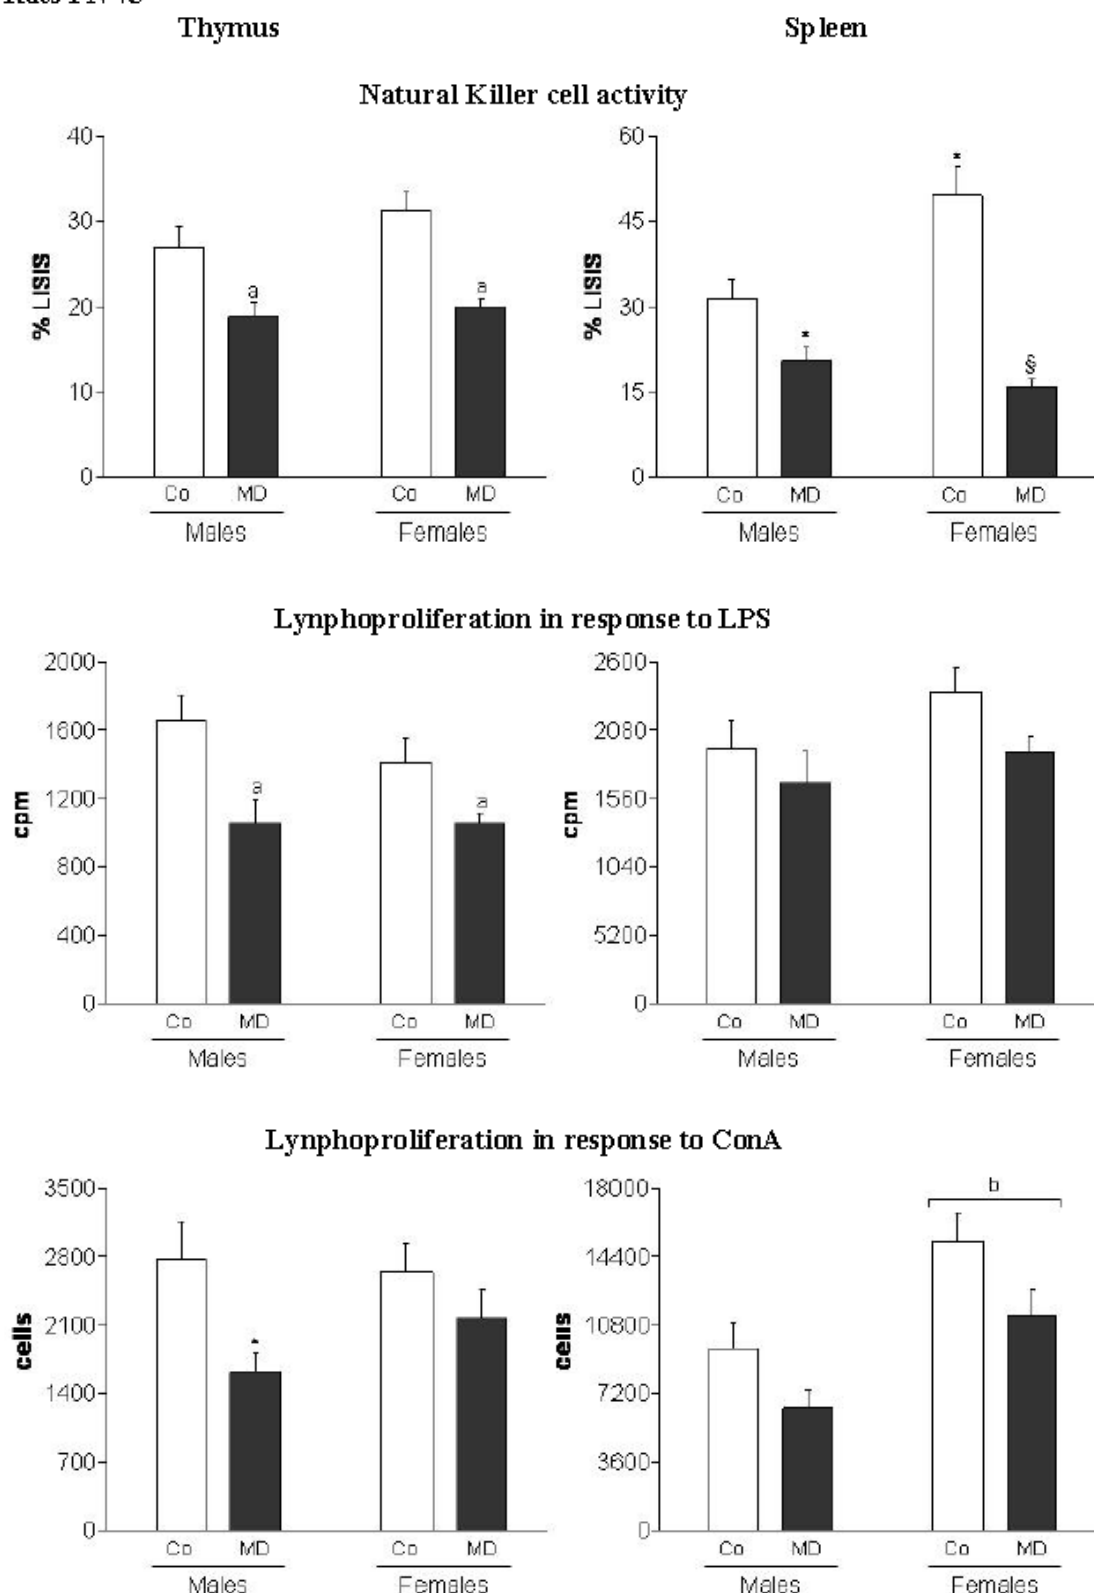 Thymus Spleen
Natural Killer cell activity
40 60
* 
30 45
% LISIS a a % LISIS
20 30
*
§
10 15
0 0
Co MD Co MD Co MD Co MD
Males Females Males Females
Lymphoproliferation in response to LPS
2000 2600
1600 2080
a a
1200 1560
cpm cpm
800 1040
400 5200
0 0
Co MD Co MD Co MD Co MD
Males Females Males Females
Lymphoproliferation in response to ConA
3500 18000
b
2800 14400
2100 10800
cells * cells
1400 7200
700 3600
0 0
Co MD Co MD Co MD Co MD
Males Females Males Females